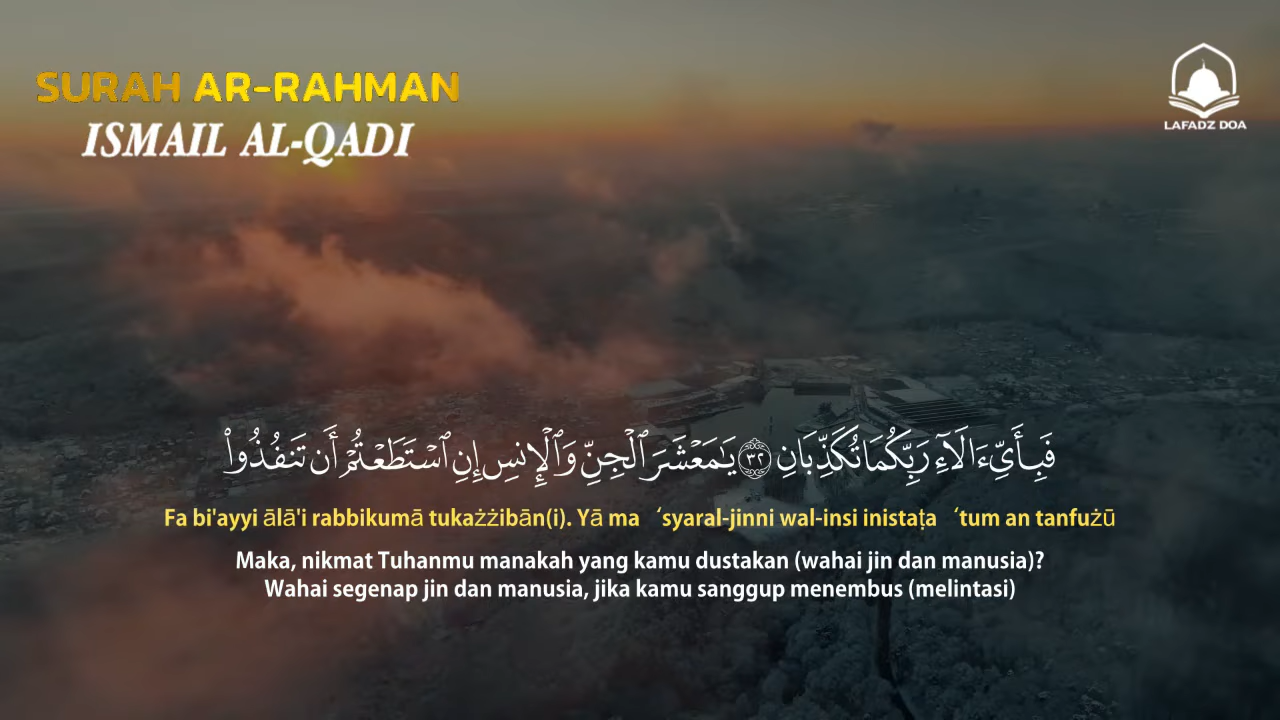 SURAH AR-RAHMAN
ISMAIL AL-QADI
LAFADZ DOA
فَبِأَيِّ ءَالَآءِ رَبِّكُمَا تُكَذِّبَانِ ٣٢ يَٰمَعْشَرَ ٱلْجِنِّ وَٱلْإِنسِ إِنِ ٱسْتَطَعْتُمْ أَن تَنفُذُوا۟
Fa bi'ayyi ālā'i rabbikumā tukażżibān(i). Yā ma ‘syaral-jinni wal-insi inistaṭa ‘tum an tanfużū
Maka, nikmat Tuhanmu manakah yang kamu dustakan (wahai jin dan manusia)?
Wahai segenap jin dan manusia, jika kamu sanggup menembus (melintasi)